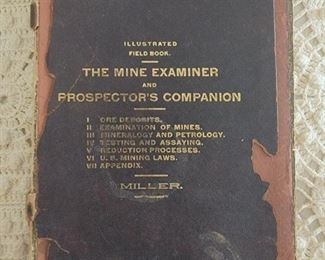 ILLUSTRATED
FIELD BOOK.
THE MINE EXAMINER
AND
PROSPECTOR'S COMPANION
I ORE DEPOSITS.
II EXAMINATION OF MINES.
III MINERALOGY AND PETROLOGY.
IV TESTING AND ASSAYING.
V REDUCTION PROCESSES.
VI U.S. MINING LAWS.
VII APPENDIX.
MILLER.